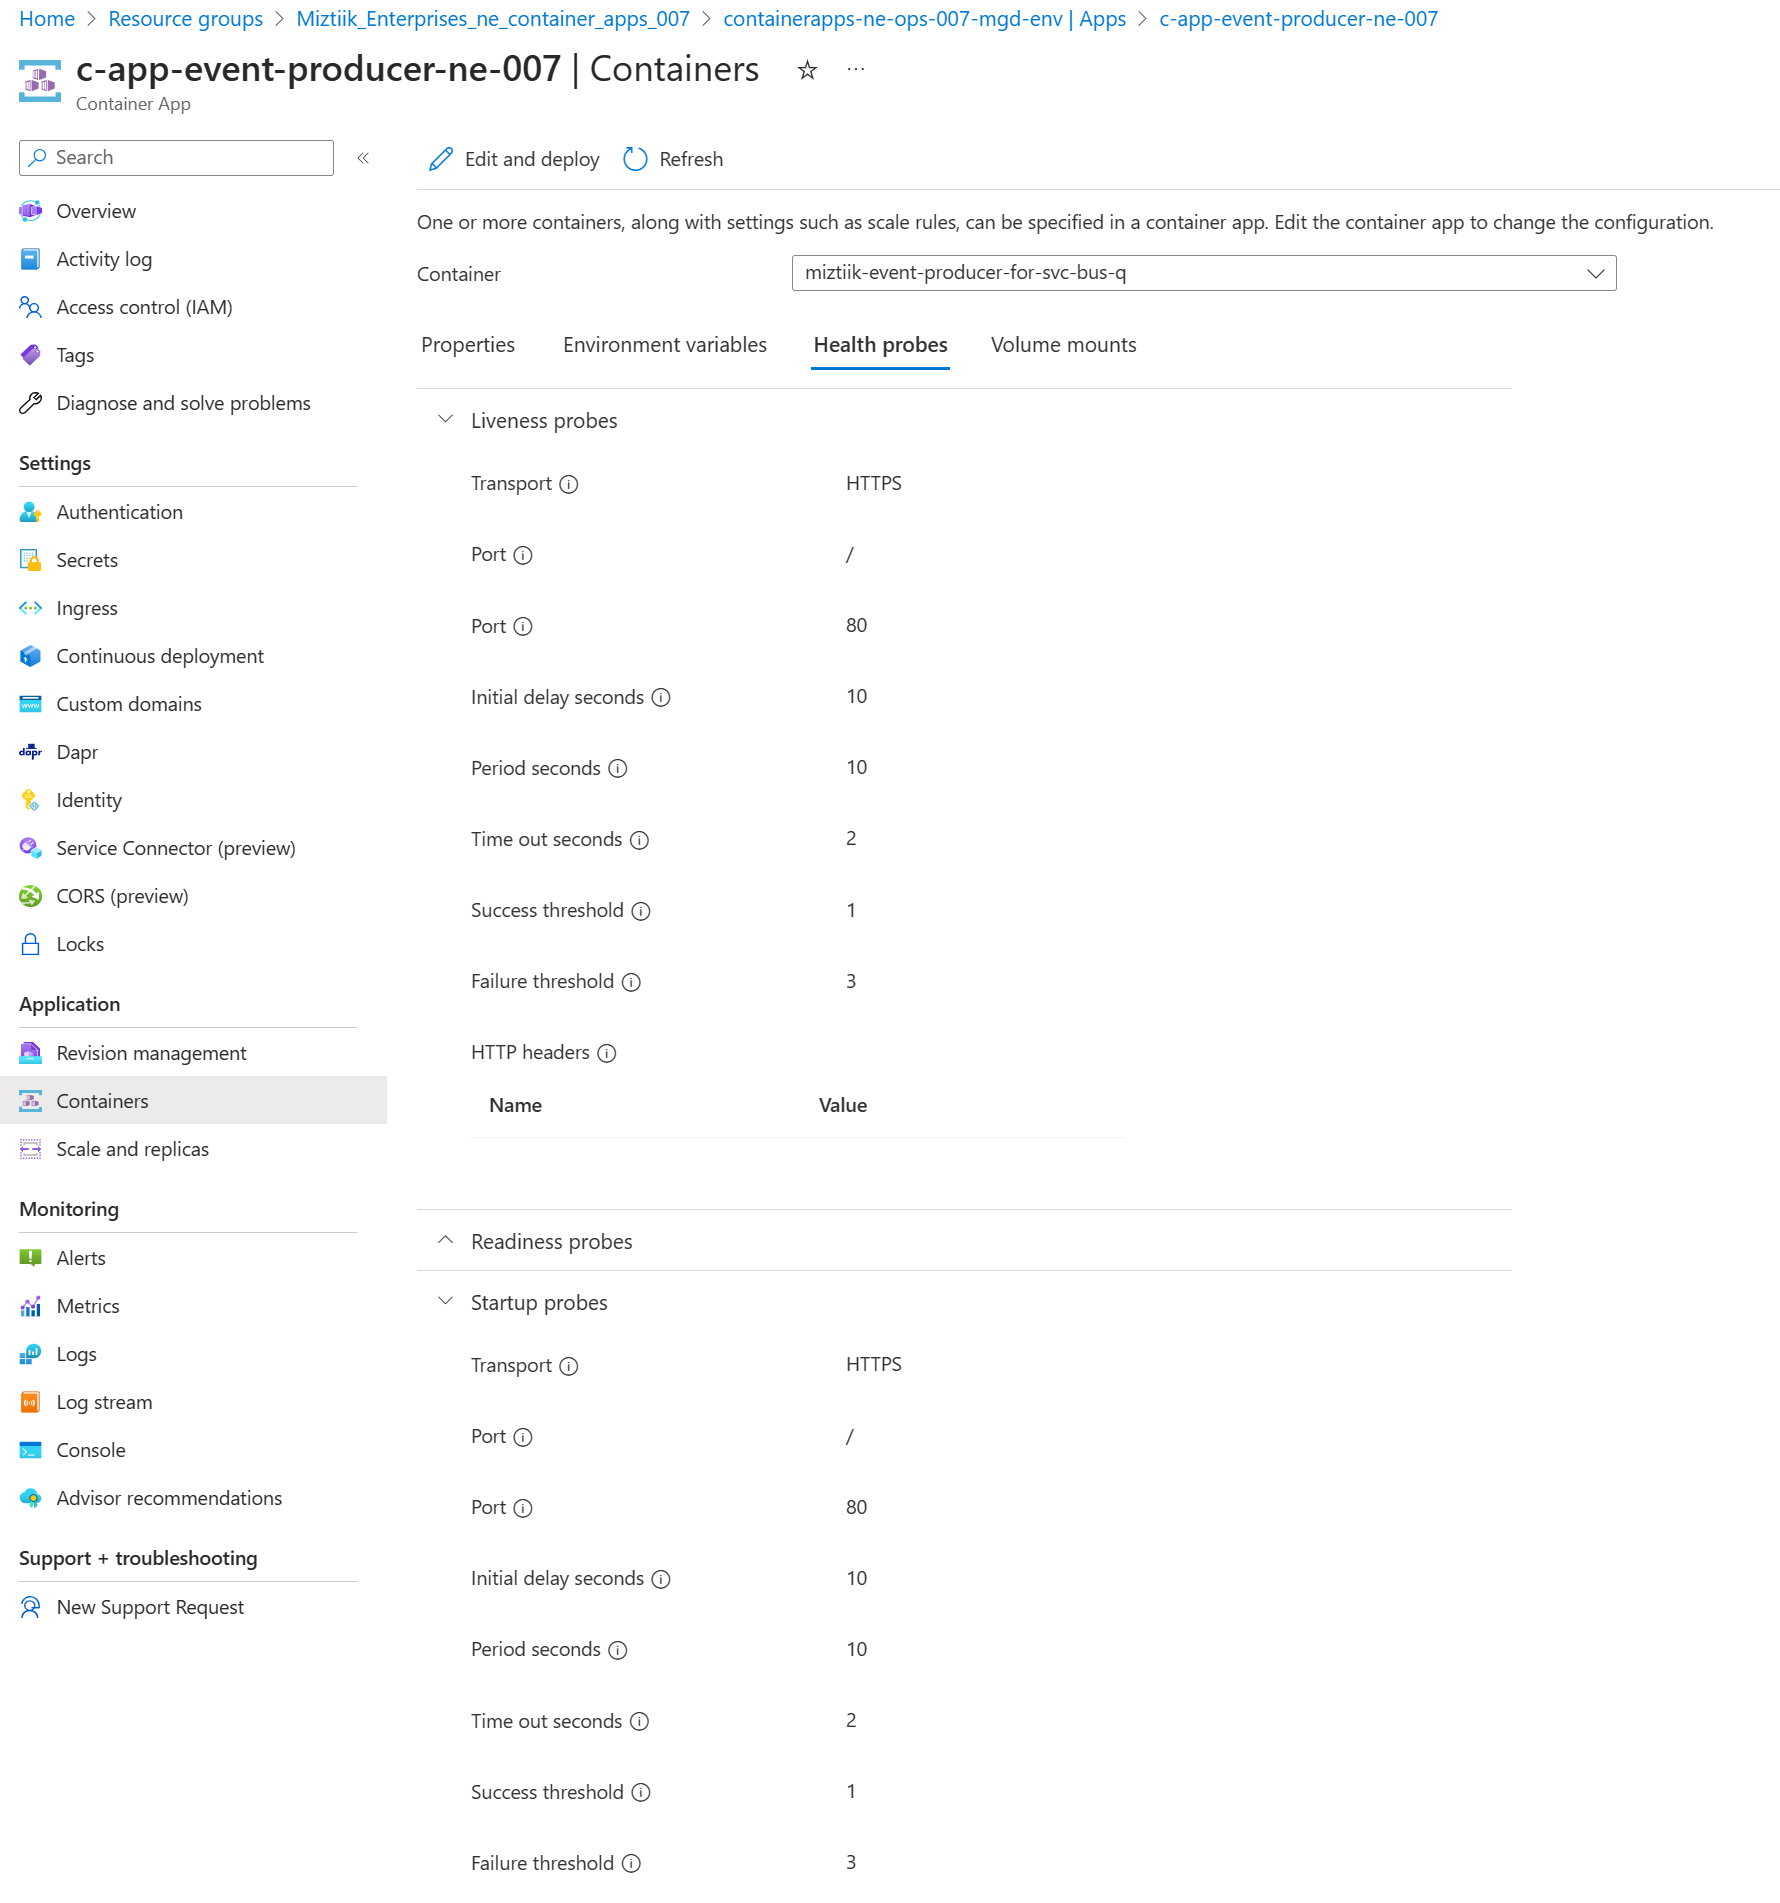 Home > Resource groups > Miztiik_Enterprises_ne_container_apps_007 > containerapps-ne-ops-007-mgd-env | Apps > c-app-event-producer-ne-007
c-app-event-producer-ne-007 | Containers
Container App
Search
Overview
Activity log
Access control (IAM)
Tags
Diagnose and solve problems
Settings
Authentication
Secrets
Ingress
Continuous deployment
Custom domains
dapr Dapr
Identity
Service Connector (preview)
CORS (preview)
Locks
Application
Revision management
Containers
Scale and replicas
Monitoring
Alerts
Metrics
Logs
Log stream
Console
Advisor recommendations
Support + troubleshooting
New Support Request
Edit and deploy Refresh
One or more containers, along with settings such as scale rules, can be specified in a container app. Edit the container app to change the configuration.
Container miztiik-event-producer-for-svc-bus-q
Properties Environment variables Health probes Volume mounts
Liveness probes
Transport HTTPS
Port /
Port 80
Initial delay seconds 10
Period seconds 10
Time out seconds 2
Success threshold 1
Failure threshold 3
HTTP headers
Name Value
Readiness probes
Startup probes
Transport HTTPS
Port /
Port 80
Initial delay seconds 10
Period seconds 10
Time out seconds 2
Success threshold 1
Failure threshold 3